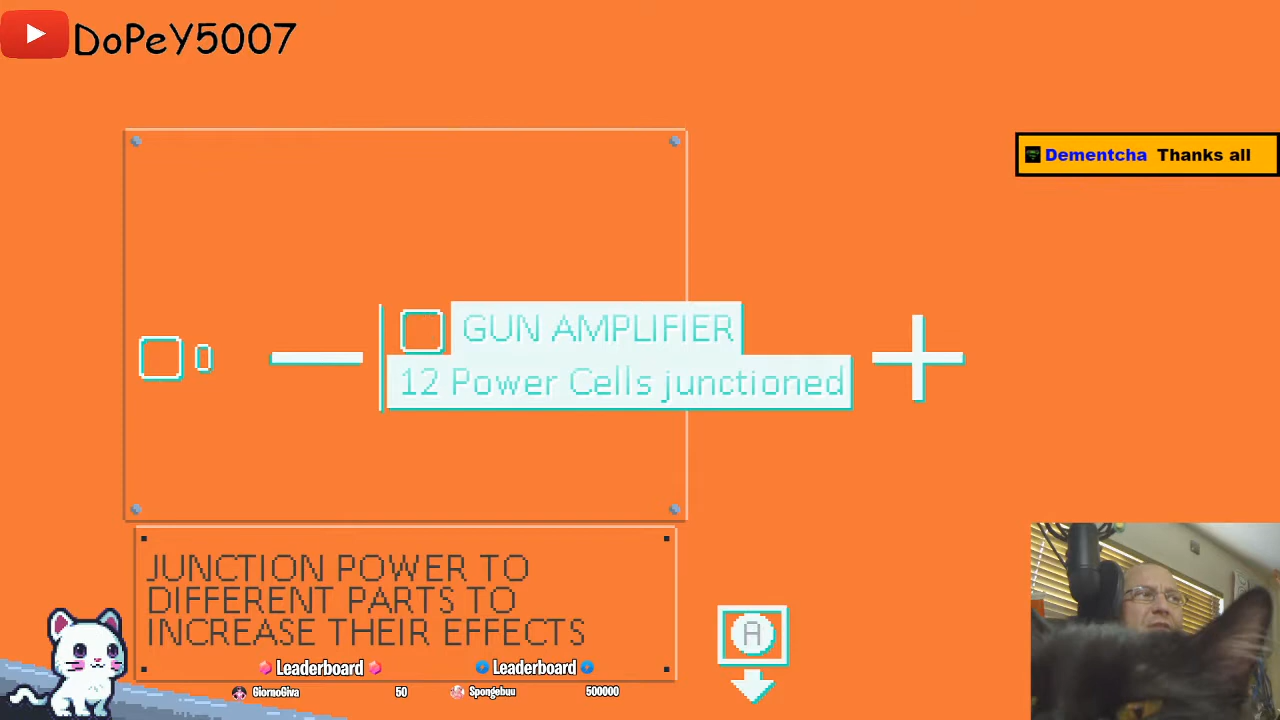 DoPeY5007
Dementcha Thanks all
GUN AMPLIFIER
12 Power Cells junctioned
JUNCTION POWER TO
DIFFERENT PARTS TO
INCREASE THEIR EFFECTS
A
Leaderboard Leaderboard
GiornoGiva 50 Spongebuu 500000